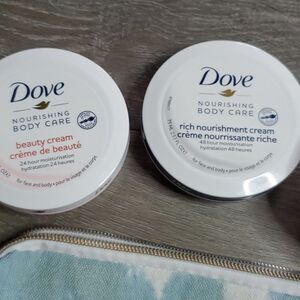 Dove
NOURISHING
BODY CARE
beauty cream
crème de beauté
24 hour moisturisation
hydratation 24 heures
for face and body • pour le visage et le corps
Dove
NOURISHING
BODY CARE
rich nourishment cream
crème nourrissante riche
48 hour moisturisation
hydratation 48 heures
for face and body • pour le visage et le corps